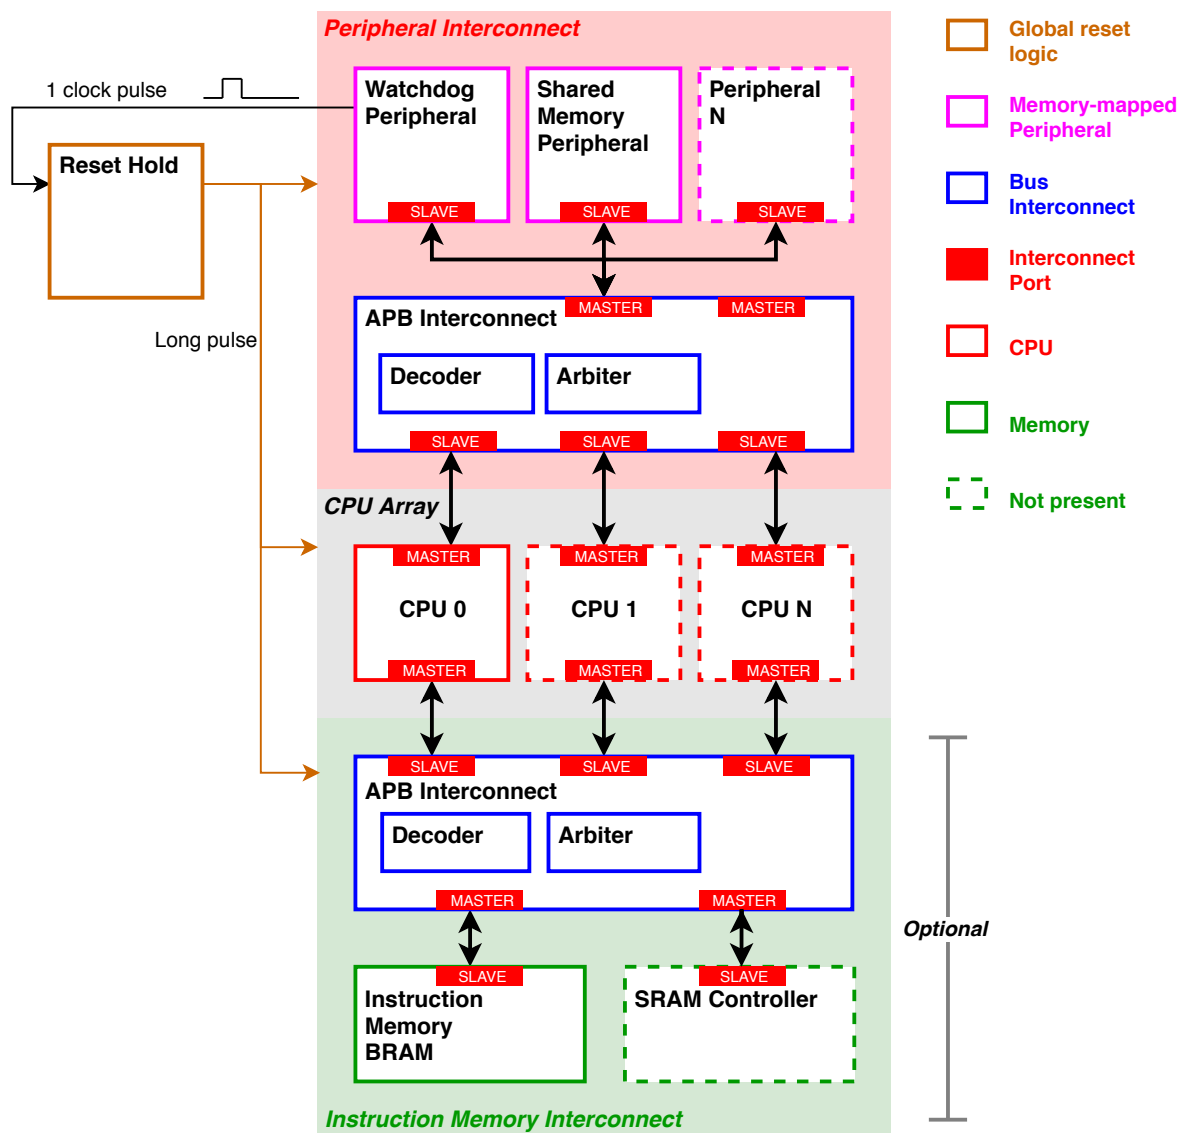 Peripheral Interconnect
1 clock pulse
Reset Hold
Long pulse
Watchdog
Peripheral
SLAVE
Shared
Memory
Peripheral
SLAVE
Peripheral
N
SLAVE
MASTER
MASTER
APB Interconnect
Decoder
Arbiter
SLAVE
SLAVE
SLAVE
CPU Array
MASTER
MASTER
MASTER
CPU 0
CPU 1
CPU N
MASTER
MASTER
MASTER
SLAVE
SLAVE
SLAVE
APB Interconnect
Decoder
Arbiter
MASTER
MASTER
SLAVE
Instruction
Memory
BRAM
SLAVE
SRAM Controller
Instruction Memory Interconnect
Optional
Global reset
logic
Memory-mapped
Peripheral
Bus
Interconnect
Interconnect
Port
CPU
Memory
Not present